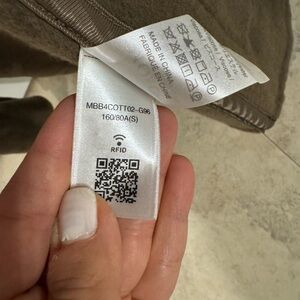 MADE IN CHINA
FABRIQUÉ EN CHINE
MBB4COTT02-G96
160/80A(S)
RFID